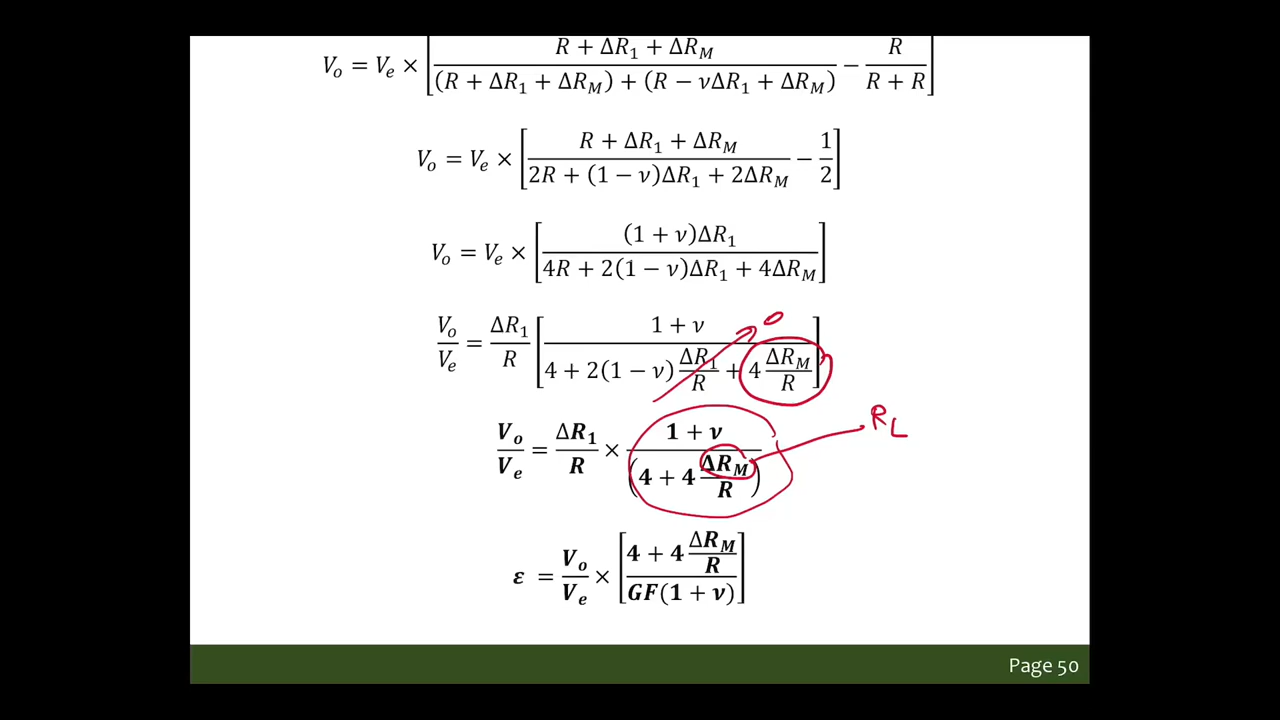 V_o = V_e × [(R + ΔR_1 + ΔR_M) / ((R + ΔR_1 + ΔR_M) + (R − νΔR_1 + ΔR_M)) − R / (R + R)]
V_o = V_e × [(R + ΔR_1 + ΔR_M) / (2R + (1 − ν)ΔR_1 + 2ΔR_M) − 1/2]
V_o = V_e × [(1 + ν)ΔR_1 / (4R + 2(1 − ν)ΔR_1 + 4ΔR_M)]
V_o/V_e = ΔR_1/R [(1 + ν) / (4 + 2(1 − ν) ΔR_1/R + 4 ΔR_M/R)]
0
V_o/V_e = ΔR_1/R × (1 + ν) / (4 + 4 ΔR_M/R)
R_L
ε = V_o/V_e × [(4 + 4 ΔR_M/R) / (GF(1 + ν))]
Page 50